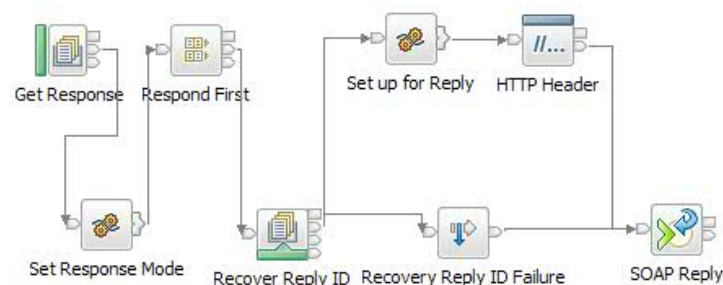 Get Response
Respond First
Set up for Reply
//...
HTTP Header
Set Response Mode
Recover Reply ID
Recovery Reply ID Failure
SOAP Reply